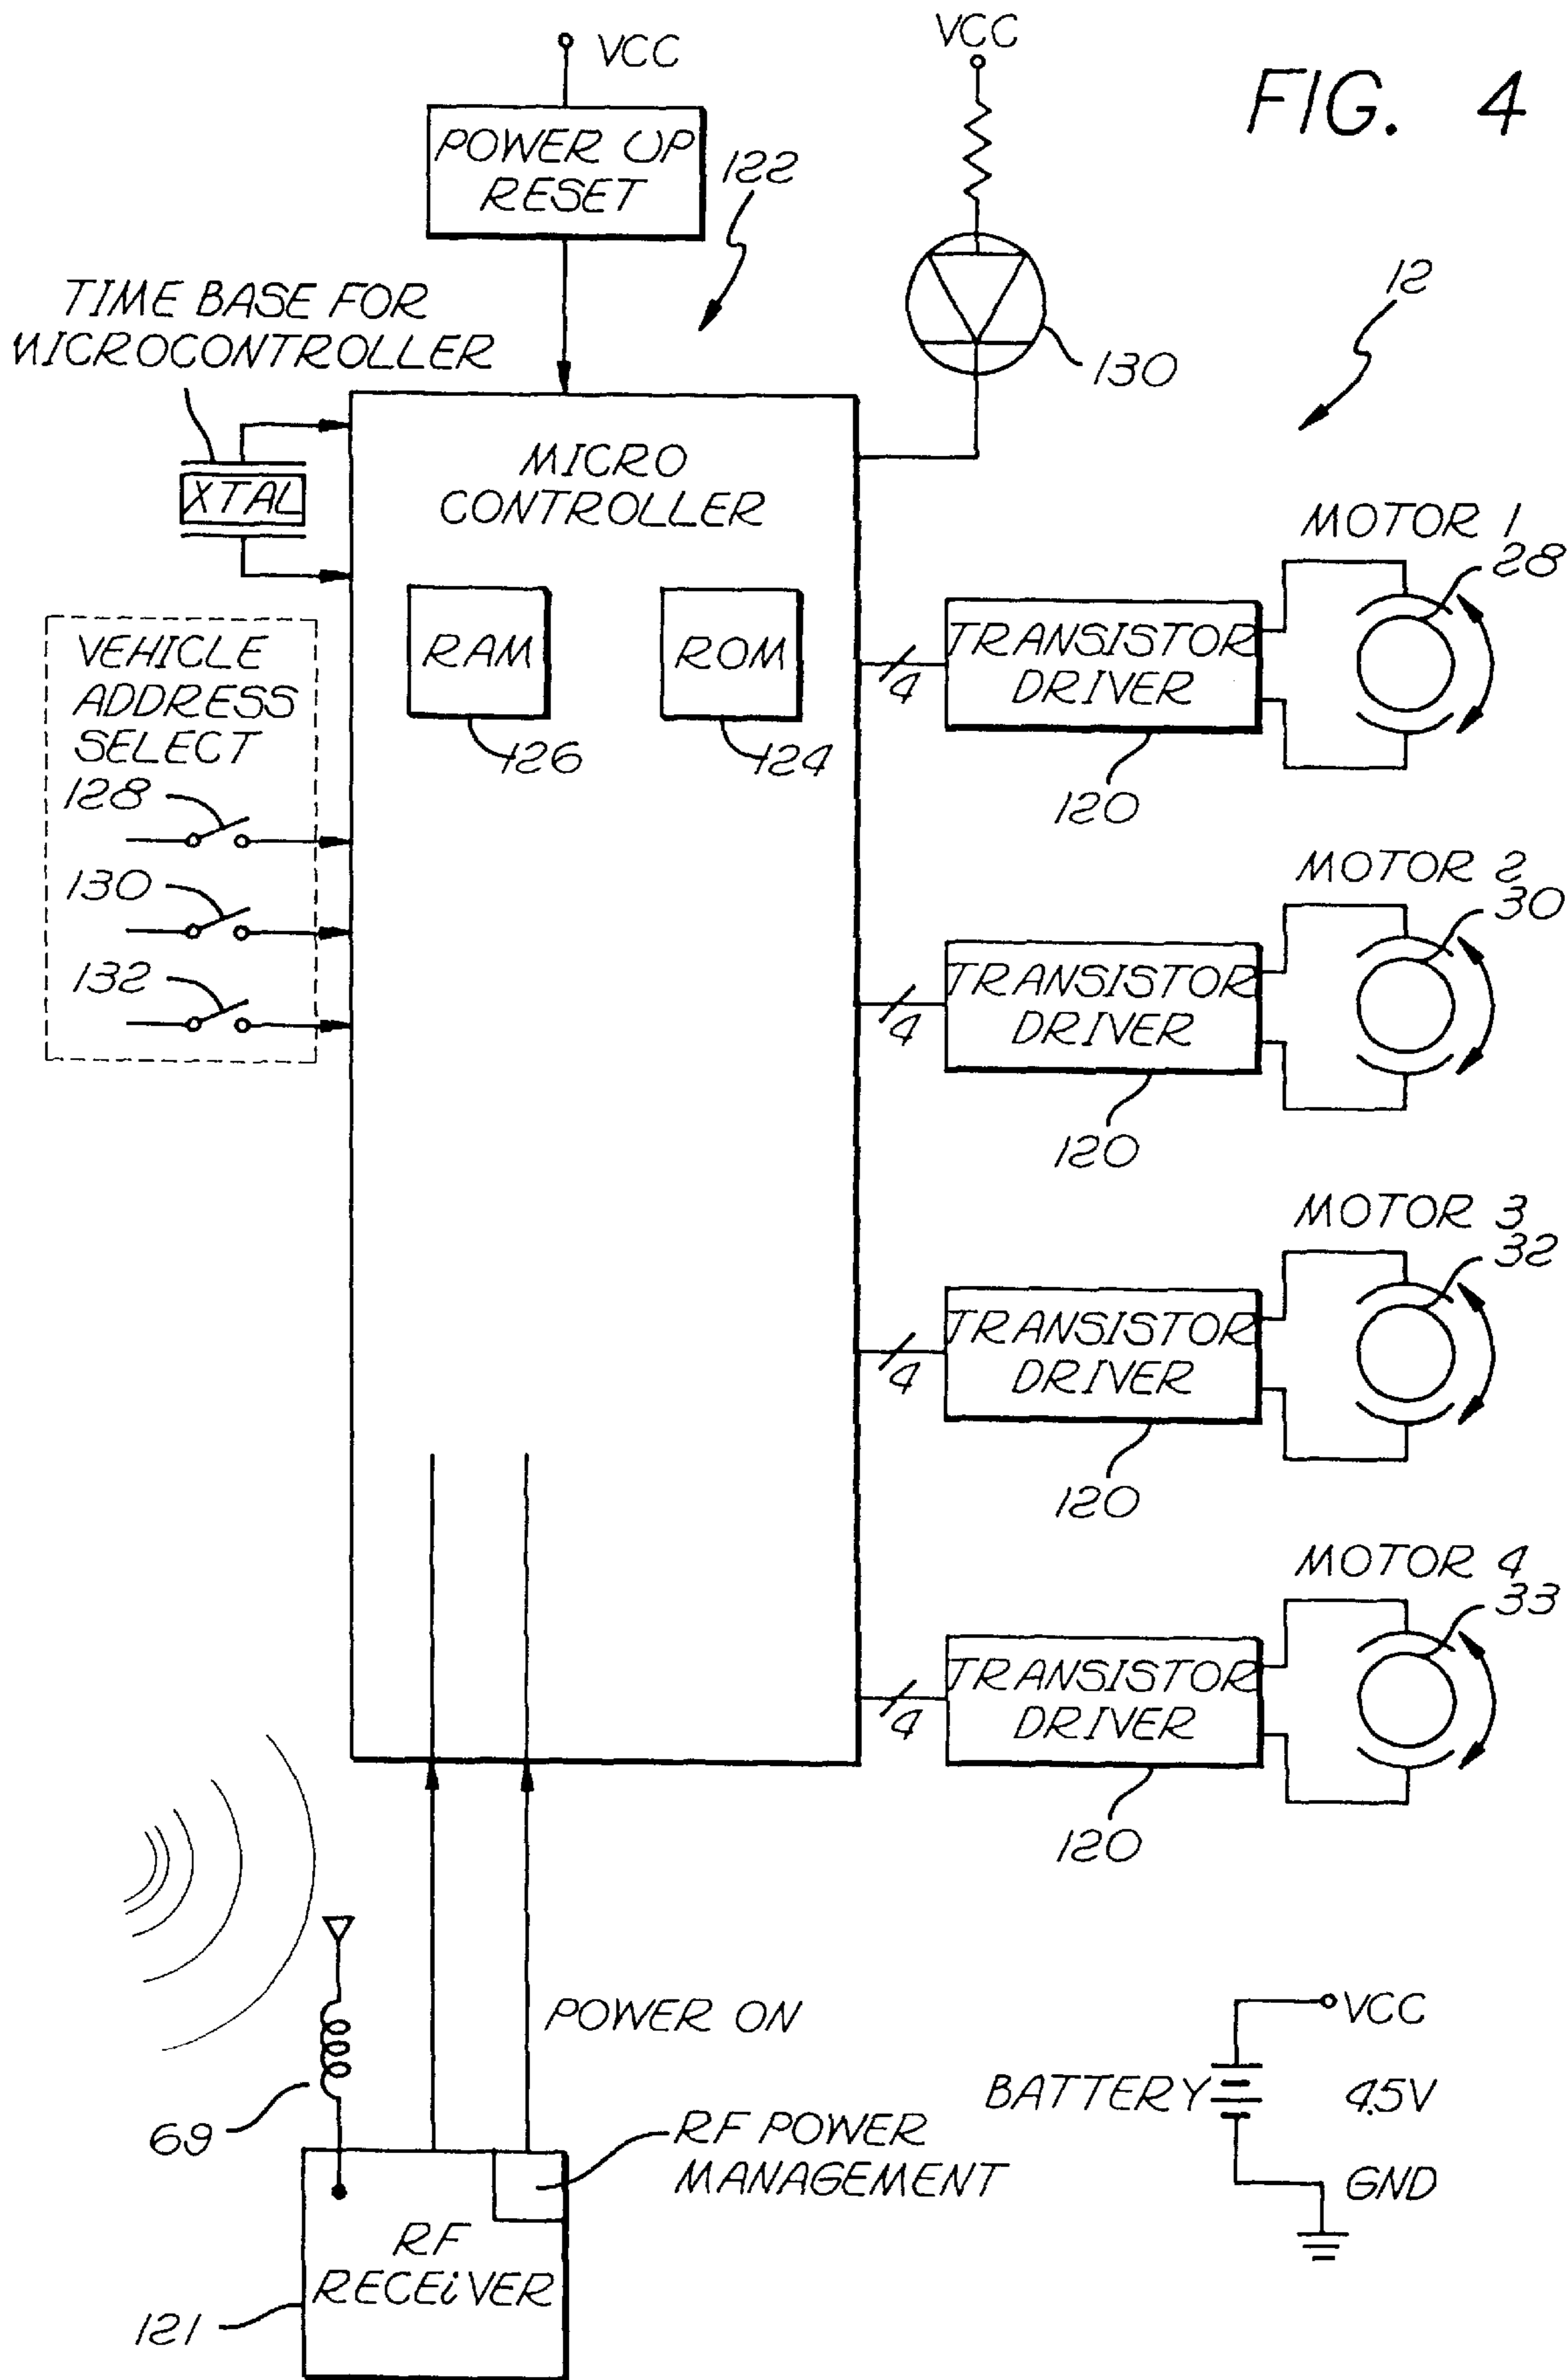 FIG. 4
VCC
VCC
POWER UP
RESET
122
12
TIME BASE FOR
MICROCONTROLLER
130
XTAL
MICRO
CONTROLLER
MOTOR 1
28
RAM
ROM
126
124
VEHICLE
ADDRESS
SELECT
128
130
132
4
TRANSISTOR
DRIVER
120
MOTOR 2
30
4
TRANSISTOR
DRIVER
120
MOTOR 3
32
4
TRANSISTOR
DRIVER
120
MOTOR 4
33
4
TRANSISTOR
DRIVER
120
POWER ON
69
RF POWER
MANAGEMENT
RF
RECEiVER
121
VCC
BATTERY
4.5V
GND